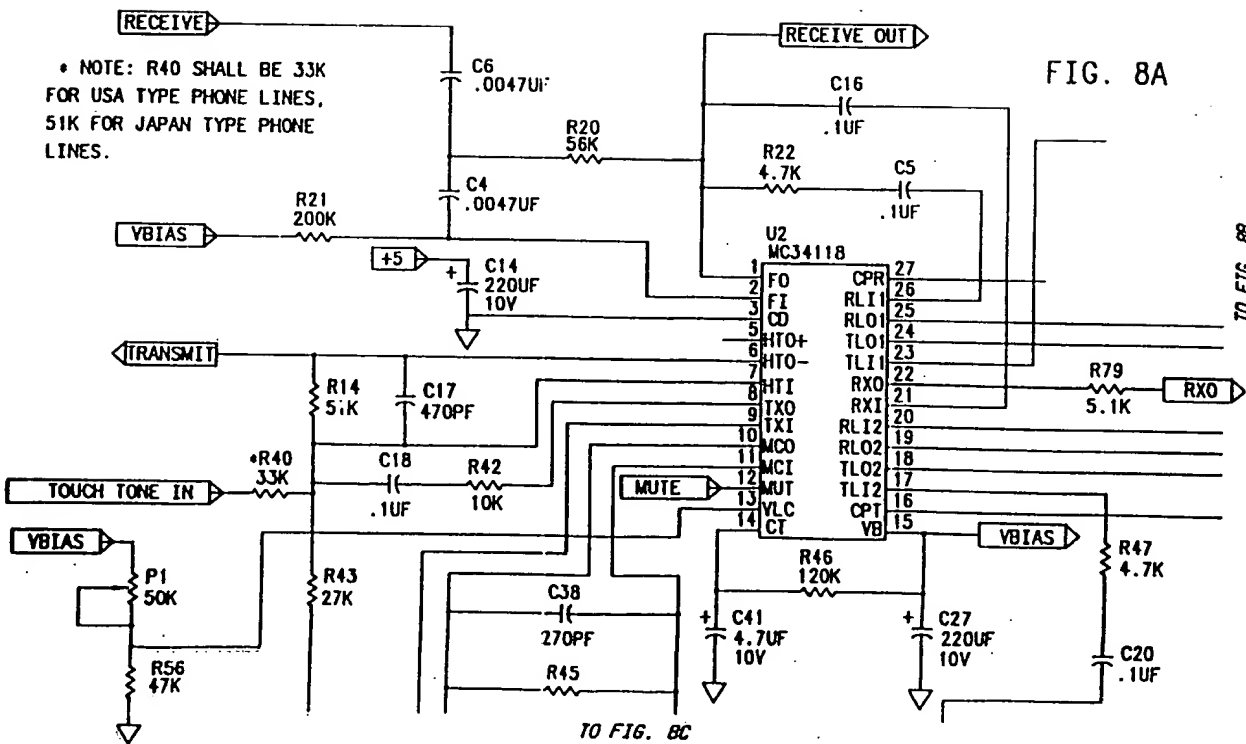 RECEIVE
RECEIVE OUT
FIG. 8A
* NOTE: R40 SHALL BE 33K
FOR USA TYPE PHONE LINES,
51K FOR JAPAN TYPE PHONE
LINES.
C6
.0047UF
C16
.1UF
R20
56K
R22
4.7K
C5
.1UF
C4
.0047UF
R21
200K
VBIAS
+5
+
C14
220UF
10V
U2
MC34118
1 FO
2 FI
3 CD
5 HTO+
6 HTO-
7 HTI
8 TXO
9 TXI
10 MCO
11 MCI
12 MUT
13 VLC
14 CT
CPR 27
RLI1 26
RLO1 25
TLO1 24
TLI1 23
RXO 22
RXI 21
RLI2 20
RLO2 19
TLO2 18
TLI2 17
CPT 16
VB 15
TO FIG. 8B
TRANSMIT
R14
C17
470PF
R79
5.1K
RXO
*R40
33K
TOUCH TONE IN
C18
.1UF
R42
10K
MUTE
VBIAS
VBIAS
P1
50K
R43
27K
R56
47K
C38
270PF
R45
R46
120K
+
C41
4.7UF
10V
+
C27
220UF
10V
R47
4.7K
C20
.1UF
TO FIG. 8C